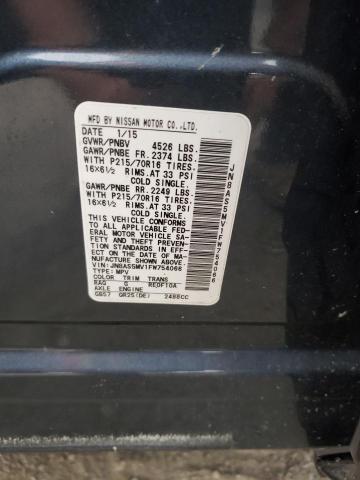 MFD BY NISSAN MOTOR CO.,LTD.
DATE 1/15
GVWR/PNBV 4526 LBS.
GAWR/PNBE FR. 2374 LBS.
WITH P215/70R16 TIRES.
16X6½ RIMS.AT 33 PSI
COLD SINGLE.
GAWR/PNBE RR. 2249 LBS.
WITH P215/70R16 TIRES.
16X6½ RIMS.AT 33 PSI
COLD SINGLE.
THIS VEHICLE CONFORMS
TO ALL APPLICABLE FED-
ERAL MOTOR VEHICLE SA-
FETY AND THEFT PREVEN-
TION STANDARDS IN EFF-
ECT ON THE DATE OF MA-
NUFACTURE SHOWN ABOVE.
VIN:JN8AS5MV1FW754066
TYPE: MPV
COLOR TRIM TRANS
RAQ G RE0F10A
AXLE ENGINE
GB57 QR25(DE) 2488CC
JN8AS5MV1FW754066